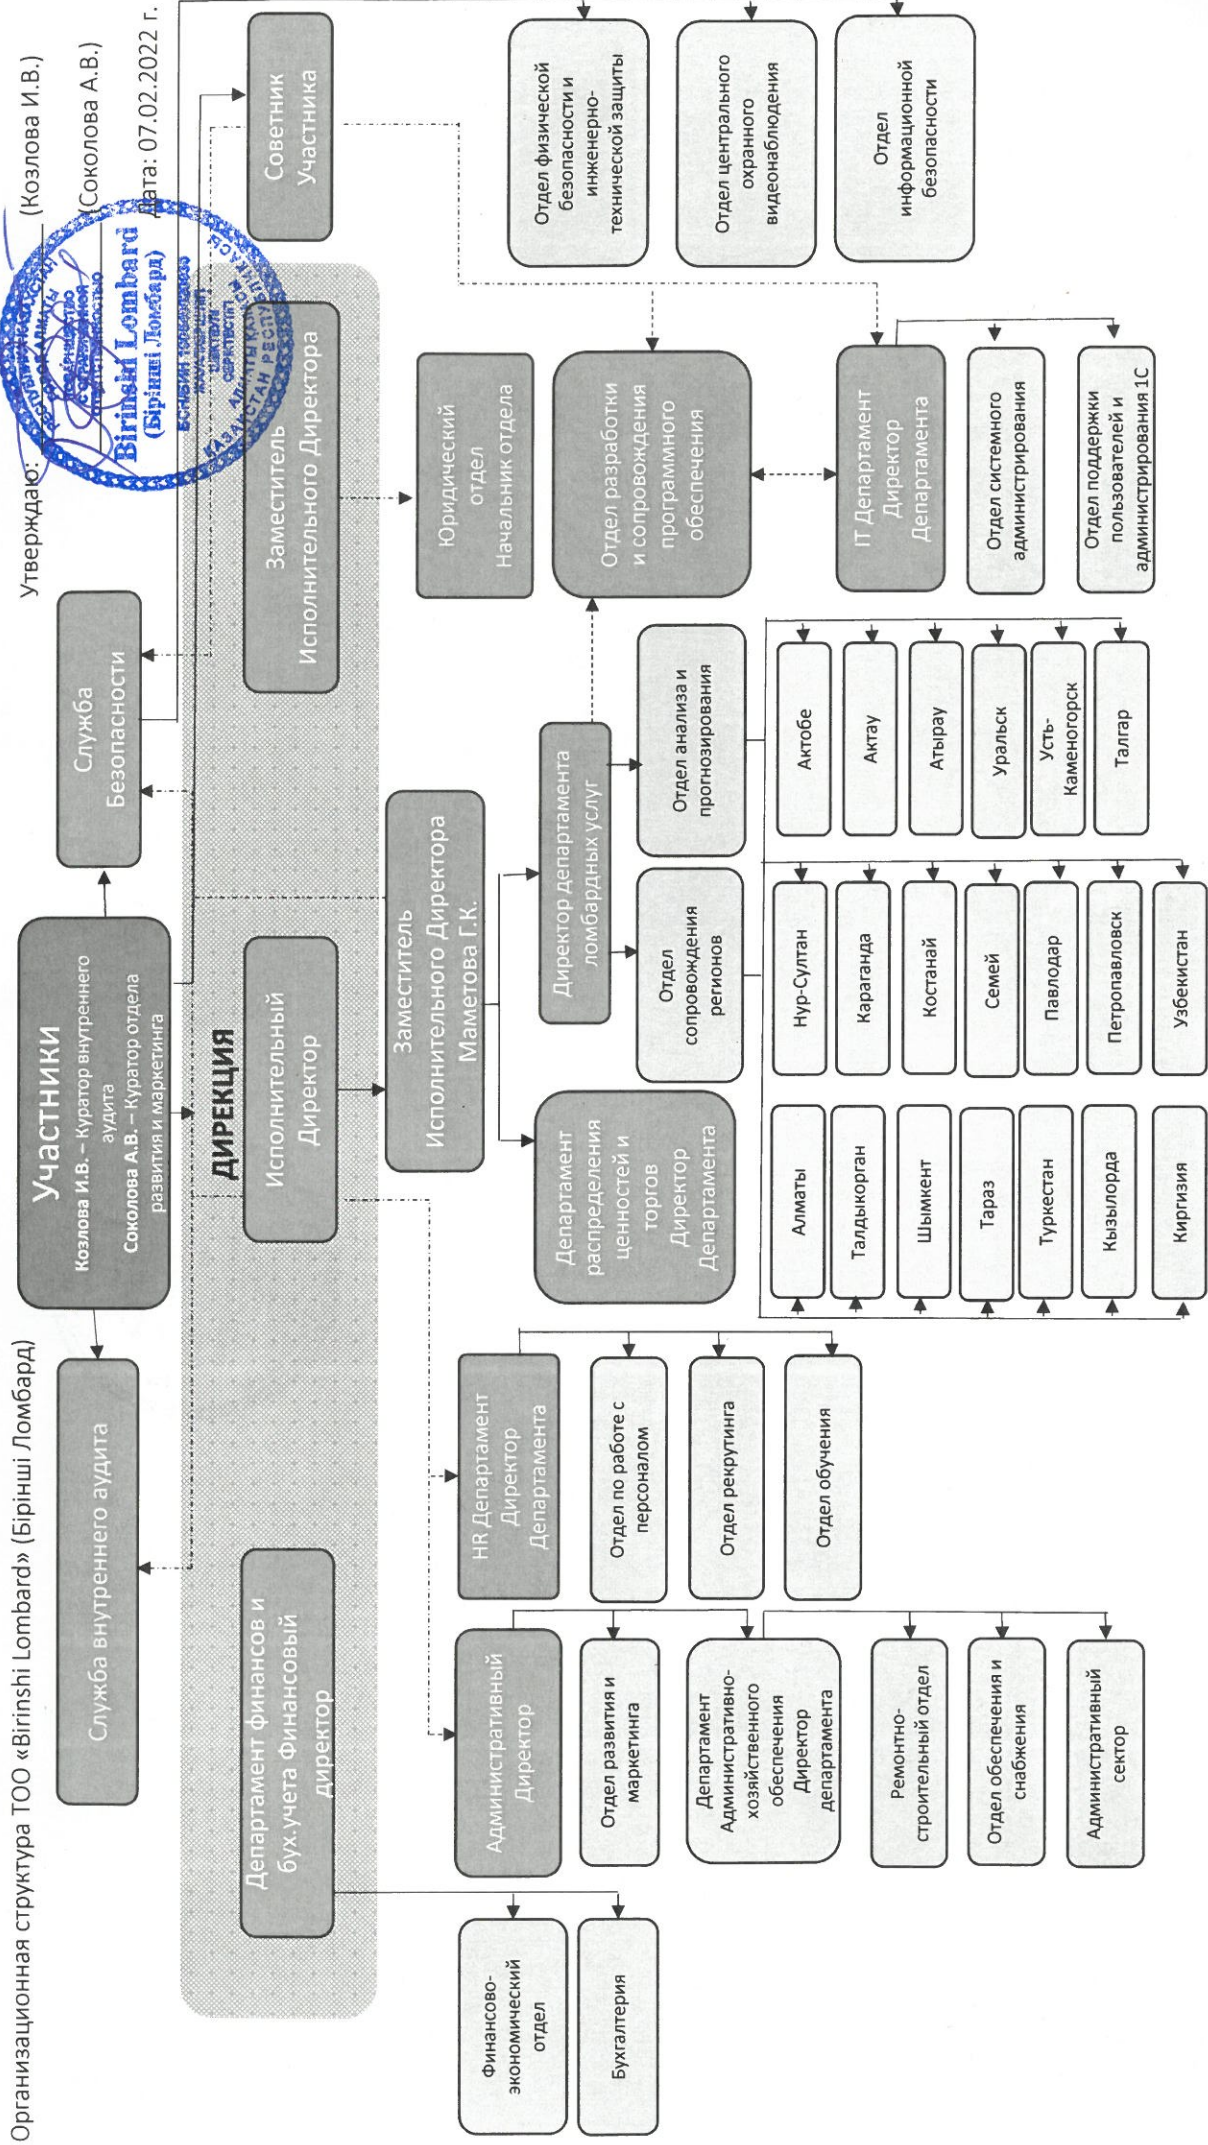 Организационная структура ТОО «Birinshi Lombard» (Бірінші Ломбард)
Утверждаю:
(Козлова И.В.)
(Соколова А.В.)
Дата: 07.02.2022 г.
Birinshi Lombard
(Бірінші Ломбард)
Участники
Козлова И.В. – Куратор внутреннего
аудита
Соколова А.В. – Куратор отдела
развития и маркетинга
Служба внутреннего аудита
Служба
Безопасности
Советник
Участника
ДИРЕКЦИЯ
Департамент финансов и
бух.учета Финансовый
директор
Исполнительный
Директор
Заместитель
Исполнительного Директора
Заместитель
Исполнительного Директора
Маметова Г.К.
Финансово-
экономический
отдел
Бухгалтерия
Административный
Директор
Отдел развития и
маркетинга
Департамент
Административно-
хозяйственного
обеспечения
Директор
департамента
Ремонтно-
строительный отдел
Отдел обеспечения и
снабжения
Административный
сектор
HR Департамент
Директор
Департамента
Отдел по работе с
персоналом
Отдел рекрутинга
Отдел обучения
Департамент
распределения
ценностей и
торгов
Директор
Департамента
Директор департамента
ломбардных услуг
Отдел
сопровождения
регионов
Отдел анализа и
прогнозирования
Алматы
Талдыкорган
Шымкент
Тараз
Туркестан
Кызылорда
Киргизия
Нур-Султан
Караганда
Костанай
Семей
Павлодар
Петропавловск
Узбекистан
Актобе
Актау
Атырау
Уральск
Усть-
Каменогорск
Талгар
Юридический
отдел
Начальник отдела
Отдел разработки
и сопровождения
программного
обеспечения
IT Департамент
Директор
Департамента
Отдел системного
администрирования
Отдел поддержки
пользователей и
администрирования 1С
Отдел физической
безопасности и
инженерно-
технической защиты
Отдел центрального
охранного
видеонаблюдения
Отдел
информационной
безопасности